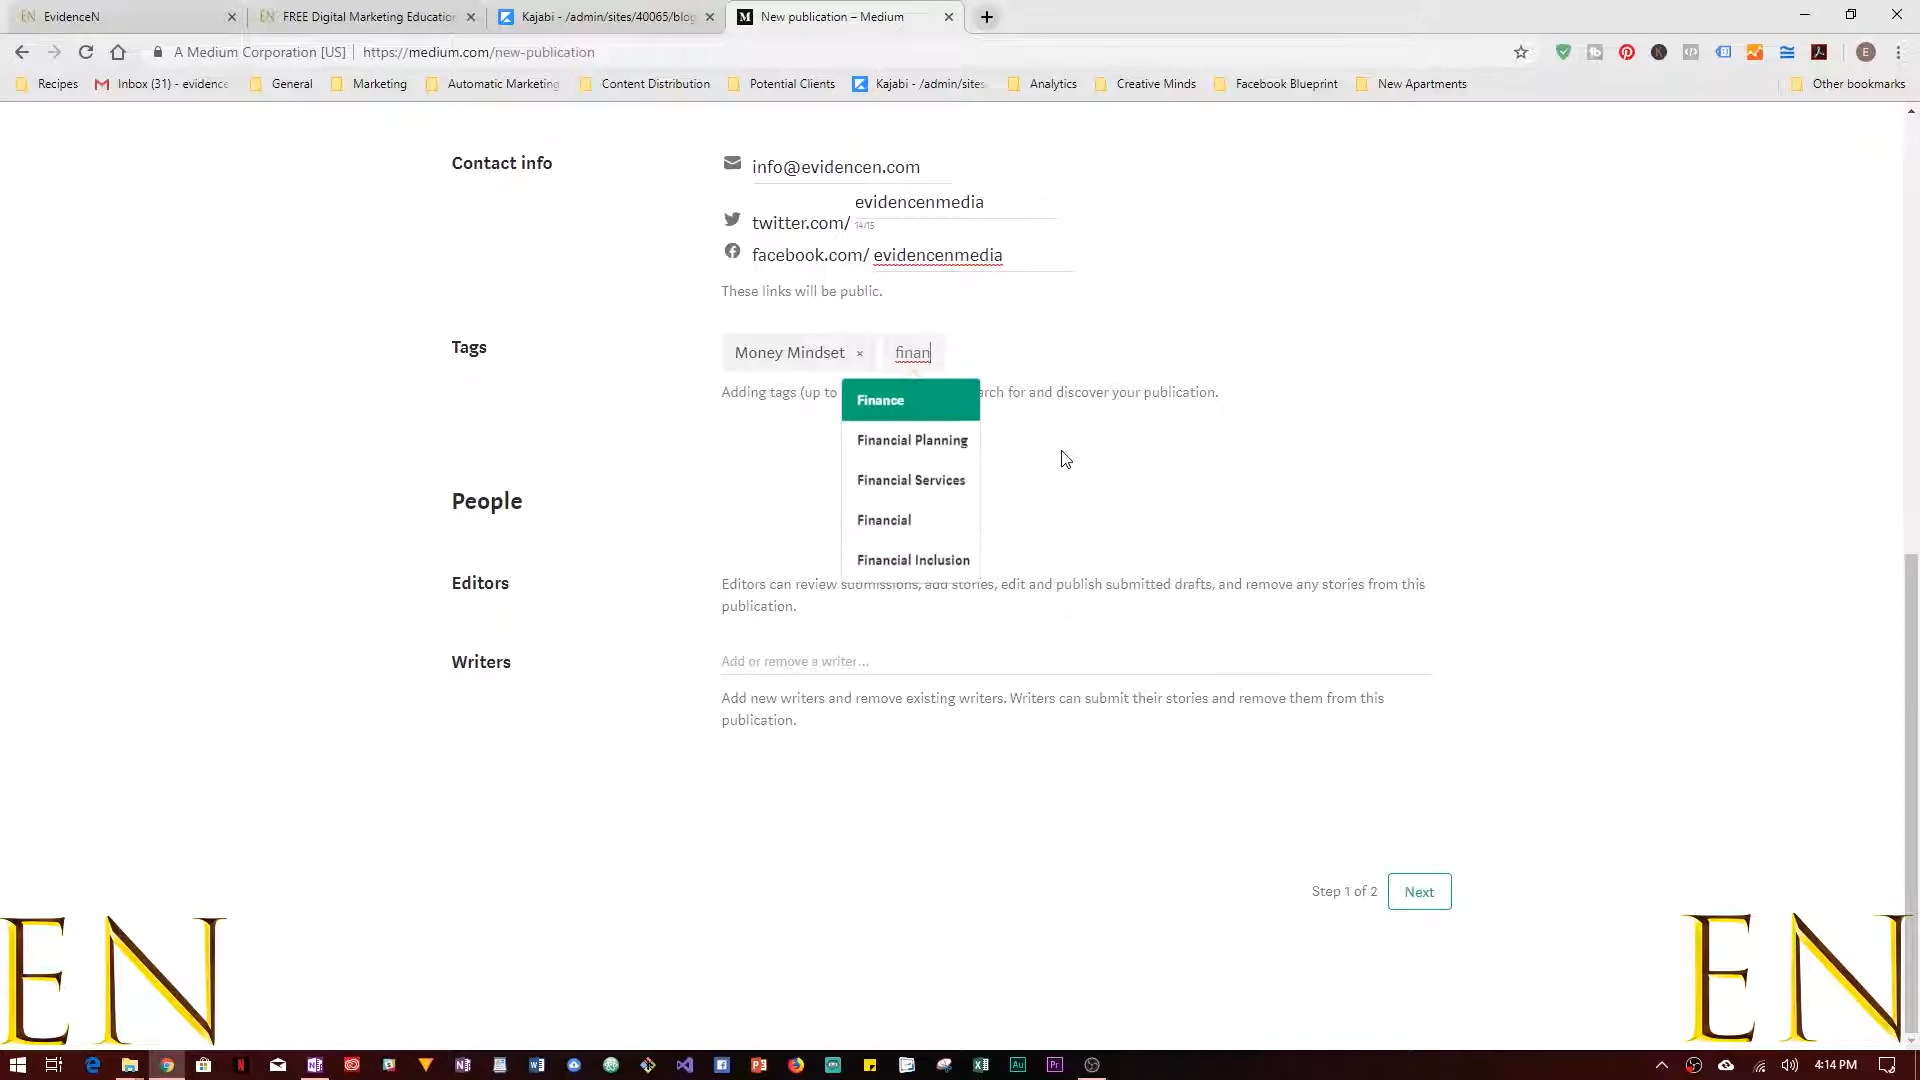 EvidenceN
FREE Digital Marketing Education
Kajabi - /admin/sites/40065/blog
New publication – Medium
A Medium Corporation [US]
https://medium.com/new-publication
Recipes
Inbox (31) - evidence
General
Marketing
Automatic Marketing
Content Distribution
Potential Clients
Kajabi - /admin/sites
Analytics
Creative Minds
Facebook Blueprint
New Apartments
Other bookmarks
Contact info
info@evidencen.com
twitter.com/ evidencenmedia
14/15
facebook.com/ evidencenmedia
These links will be public.
Tags
Money Mindset ×
finan
Adding tags (up to
arch for and discover your publication.
Finance
Financial Planning
Financial Services
Financial
Financial Inclusion
People
Editors
Editors can review submissions, add stories, edit and publish submitted drafts, and remove any stories from this
publication.
Writers
Add or remove a writer...
Add new writers and remove existing writers. Writers can submit their stories and remove them from this
publication.
Step 1 of 2
Next
EN
EN
4:14 PM